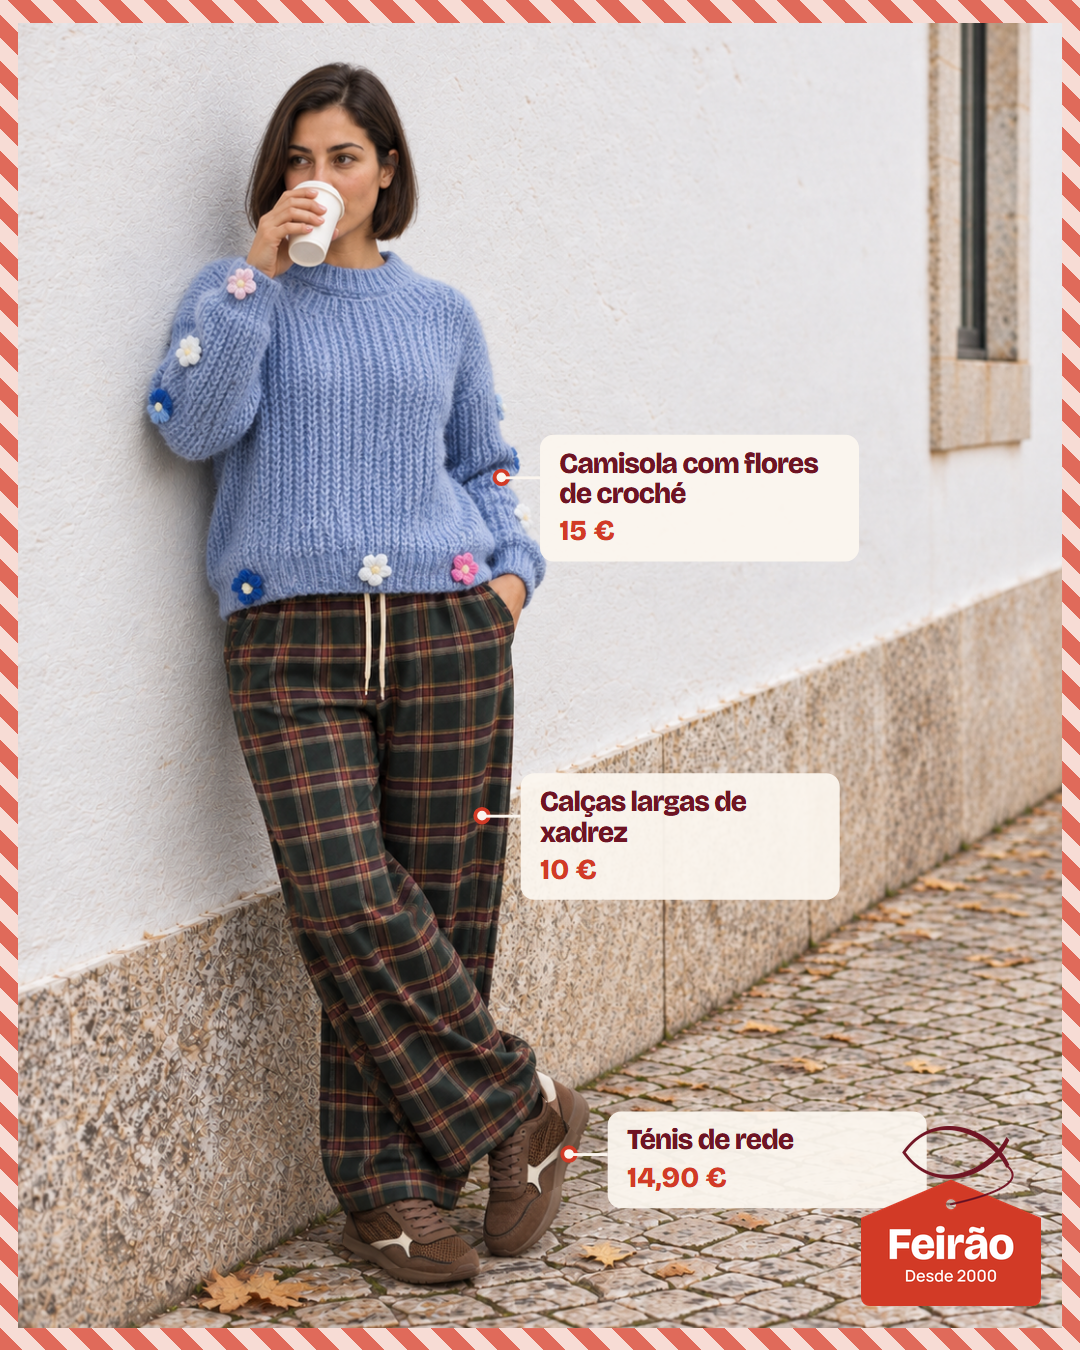 Camisola com flores
de croché
15 €
Calças largas de
xadrez
10 €
Ténis de rede
14,90 €
Feirão
Desde 2000